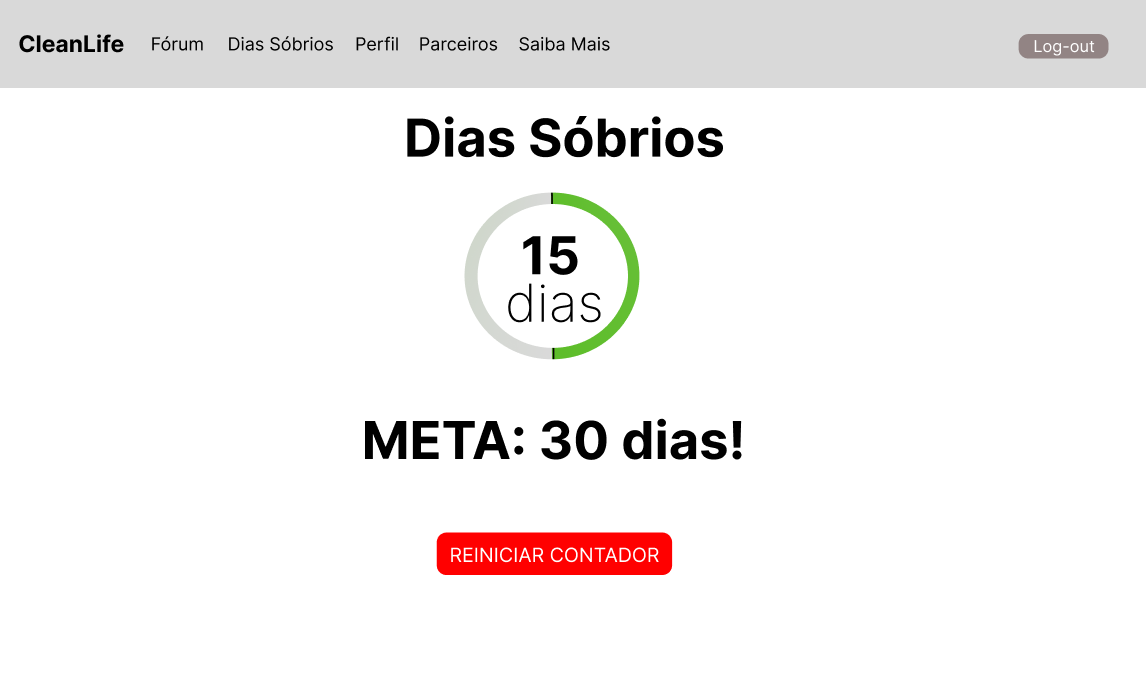 CleanLife Fórum Dias Sóbrios Perfil Parceiros Saiba Mais Log-out
Dias Sóbrios
15
dias
META: 30 dias!
REINICIAR CONTADOR